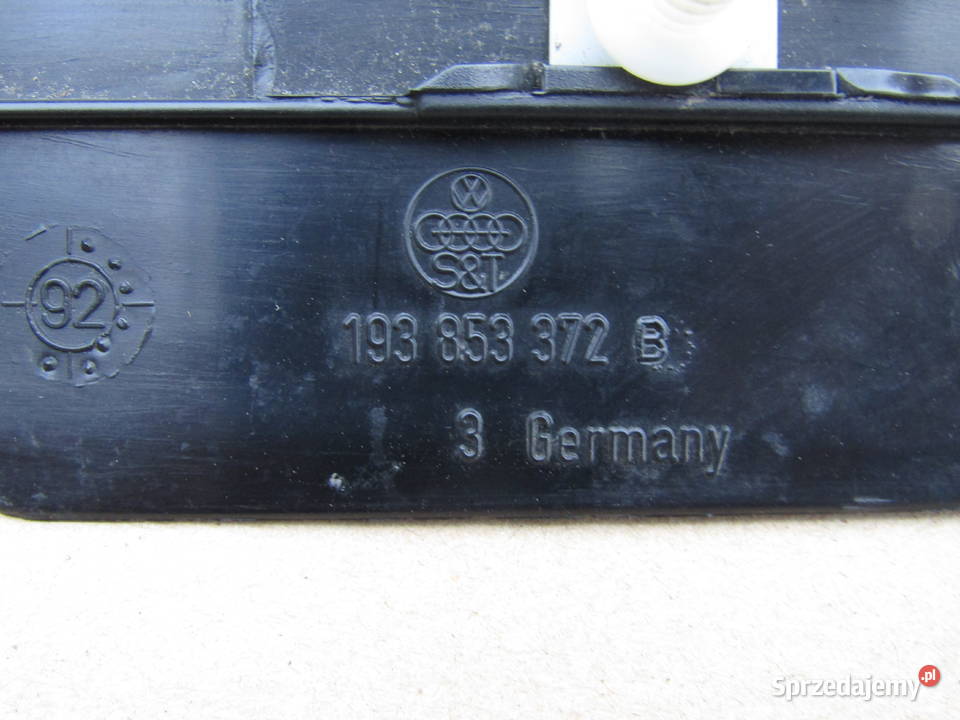 VW
S&T
92
193 853 372 B
3 Germany
Sprzedajemy.pl